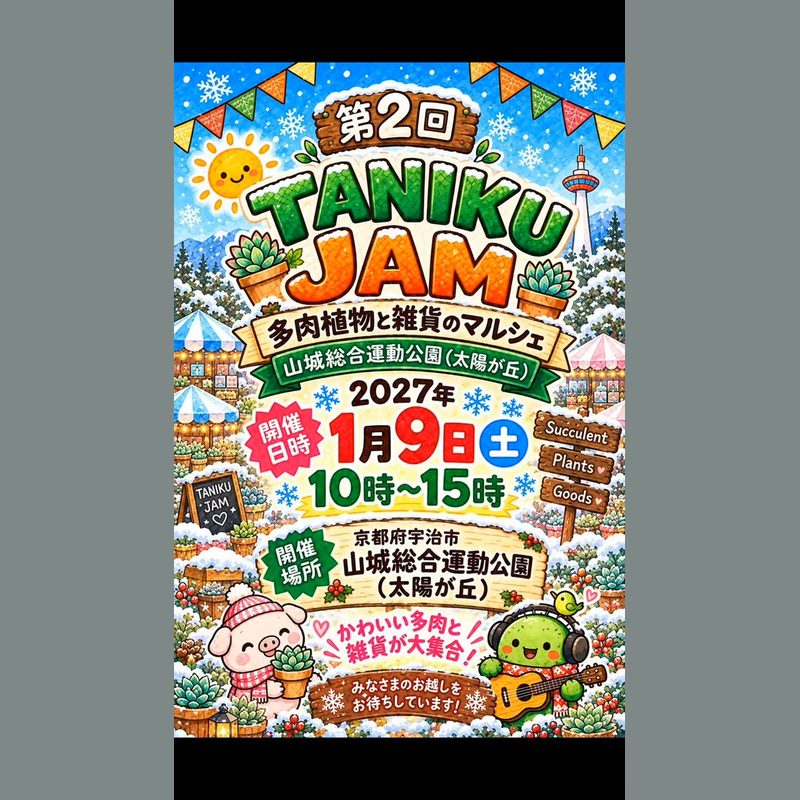 第2回
TANIKU
JAM
多肉植物と雑貨のマルシェ
山城総合運動公園(太陽が丘)
2027年
開催
日時
1月9日土
10時～15時
Succulent
Plants
Goods
TANIKU
JAM
開催
場所
京都府宇治市
山城総合運動公園
(太陽が丘)
かわいい多肉と
雑貨が大集合!
みなさまのお越しを
お待ちしています!